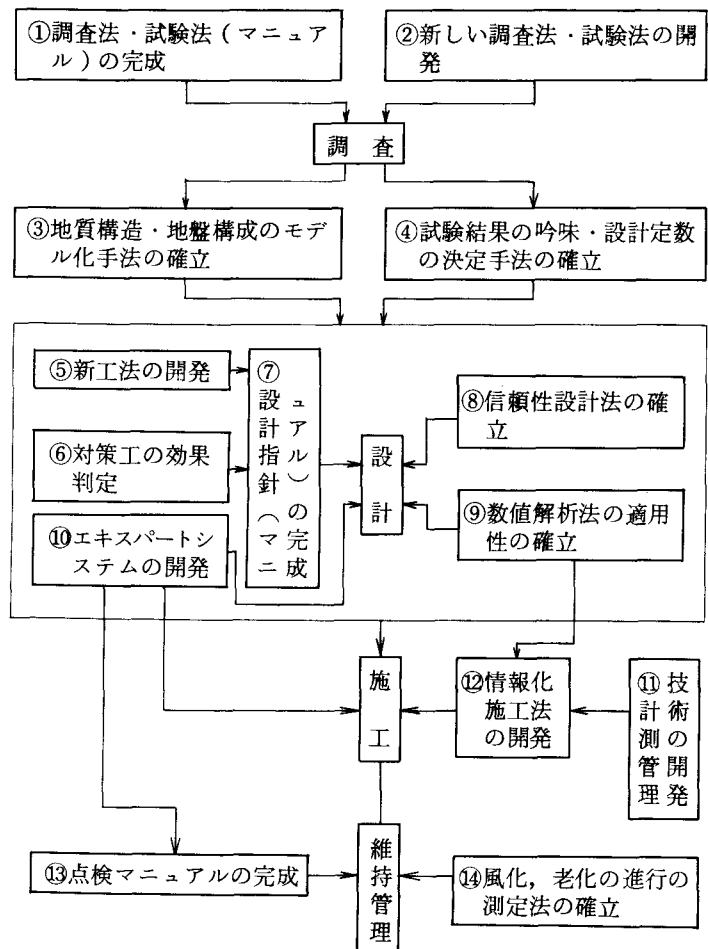 ①調査法・試験法(マニュア
ル)の完成
②新しい調査法・試験法の開
発
調査
③地質構造・地盤構成のモデ
ル化手法の確立
④試験結果の吟味・設計定数
の決定手法の確立
⑤新工法の開発
⑥対策工の効果
判定
⑦設計指針(マニ
ュアル)の完成
設計
⑧信頼性設計法の確
立
⑨数値解析法の適用
性の確立
⑩エキスパートシ
ステムの開発
施工
⑫情報化
施工法
の開発
⑪計測管理
技術の開発
維持管理
⑬点検マニュアルの完成
⑭風化,老化の進行の
測定法の確立